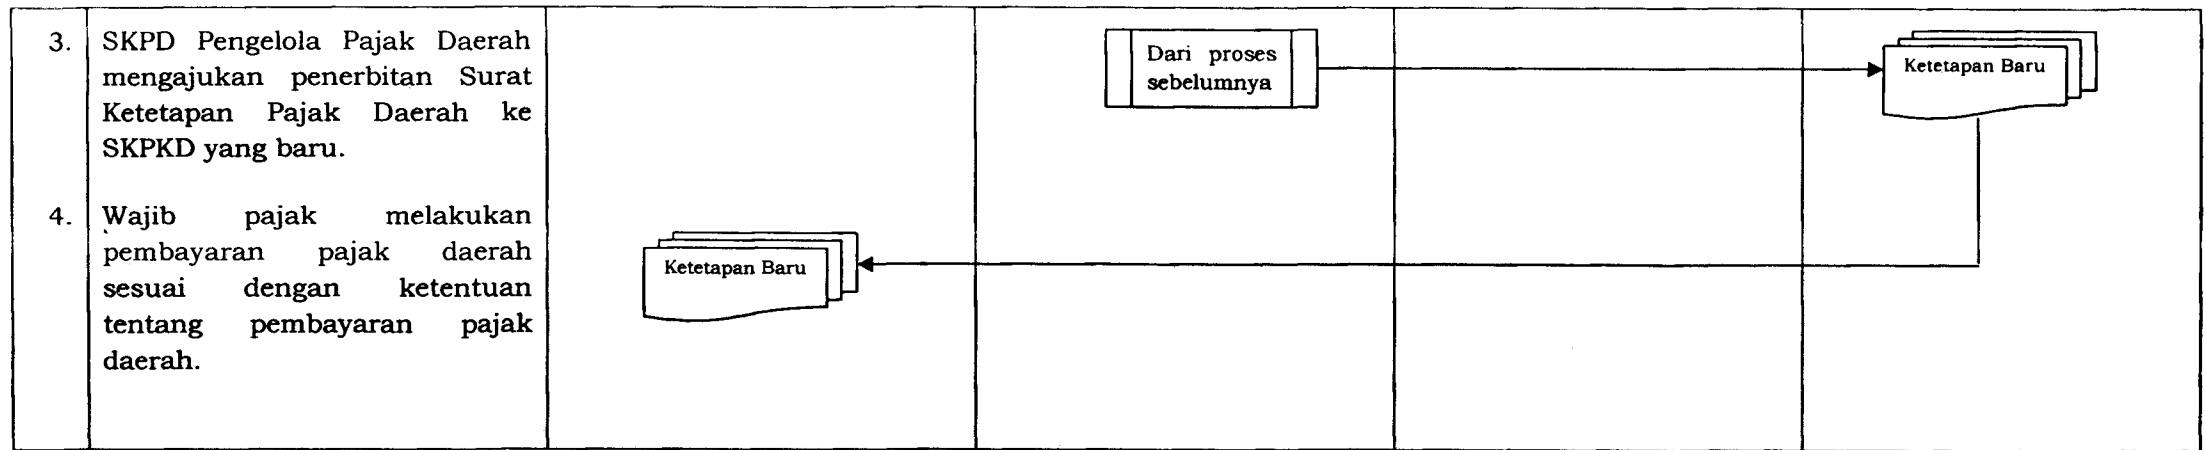 3. SKPD Pengelola Pajak Daerah
mengajukan penerbitan Surat
Ketetapan Pajak Daerah ke
SKPKD yang baru.
Dari proses
sebelumnya
Ketetapan Baru
4. Wajib pajak melakukan
pembayaran pajak daerah
sesuai dengan ketentuan
tentang pembayaran pajak
daerah.
Ketetapan Baru